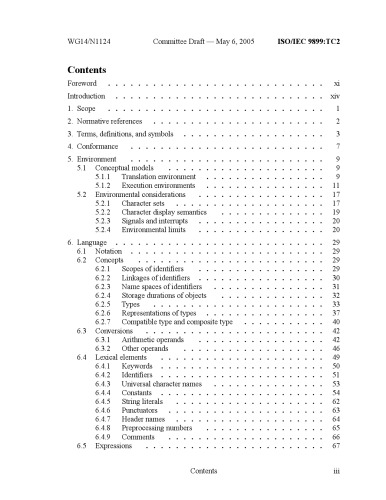 WG14/N1124 Committee Draft — May 6, 2005 ISO/IEC 9899:TC2
Contents
Foreword . . . . . . . . . . . . . . . . . . . . . . . xi
Introduction . . . . . . . . . . . . . . . . . . . . . . . xiv
1. Scope . . . . . . . . . . . . . . . . . . . . . . . 1
2. Normative references . . . . . . . . . . . . . . . . . . . 2
3. Terms, definitions, and symbols . . . . . . . . . . . . . . . 3
4. Conformance . . . . . . . . . . . . . . . . . . . . . 7
5. Environment . . . . . . . . . . . . . . . . . . . . . 9
5.1 Conceptual models . . . . . . . . . . . . . . . . . 9
5.1.1 Translation environment . . . . . . . . . . . . . 9
5.1.2 Execution environments . . . . . . . . . . . . . 11
5.2 Environmental considerations . . . . . . . . . . . . . . 17
5.2.1 Character sets . . . . . . . . . . . . . . . . 17
5.2.2 Character display semantics . . . . . . . . . . . 19
5.2.3 Signals and interrupts . . . . . . . . . . . . . . 20
5.2.4 Environmental limits . . . . . . . . . . . . . . 20
6. Language . . . . . . . . . . . . . . . . . . . . . . . 29
6.1 Notation . . . . . . . . . . . . . . . . . . . . . 29
6.2 Concepts . . . . . . . . . . . . . . . . . . . . 29
6.2.1 Scopes of identifiers . . . . . . . . . . . . . . 29
6.2.2 Linkages of identifiers . . . . . . . . . . . . . . 30
6.2.3 Name spaces of identifiers . . . . . . . . . . . . 31
6.2.4 Storage durations of objects . . . . . . . . . . . 32
6.2.5 Types . . . . . . . . . . . . . . . . . . . 33
6.2.6 Representations of types . . . . . . . . . . . . . 37
6.2.7 Compatible type and composite type . . . . . . . . . 40
6.3 Conversions . . . . . . . . . . . . . . . . . . . 42
6.3.1 Arithmetic operands . . . . . . . . . . . . . . 42
6.3.2 Other operands . . . . . . . . . . . . . . . 46
6.4 Lexical elements . . . . . . . . . . . . . . . . . . 49
6.4.1 Keywords . . . . . . . . . . . . . . . . . 50
6.4.2 Identifiers . . . . . . . . . . . . . . . . . 51
6.4.3 Universal character names . . . . . . . . . . . . 53
6.4.4 Constants . . . . . . . . . . . . . . . . . 54
6.4.5 String literals . . . . . . . . . . . . . . . . 62
6.4.6 Punctuators . . . . . . . . . . . . . . . . . 63
6.4.7 Header names . . . . . . . . . . . . . . . . 64
6.4.8 Preprocessing numbers . . . . . . . . . . . . . 65
6.4.9 Comments . . . . . . . . . . . . . . . . . 66
6.5 Expressions . . . . . . . . . . . . . . . . . . . 67
Contents iii